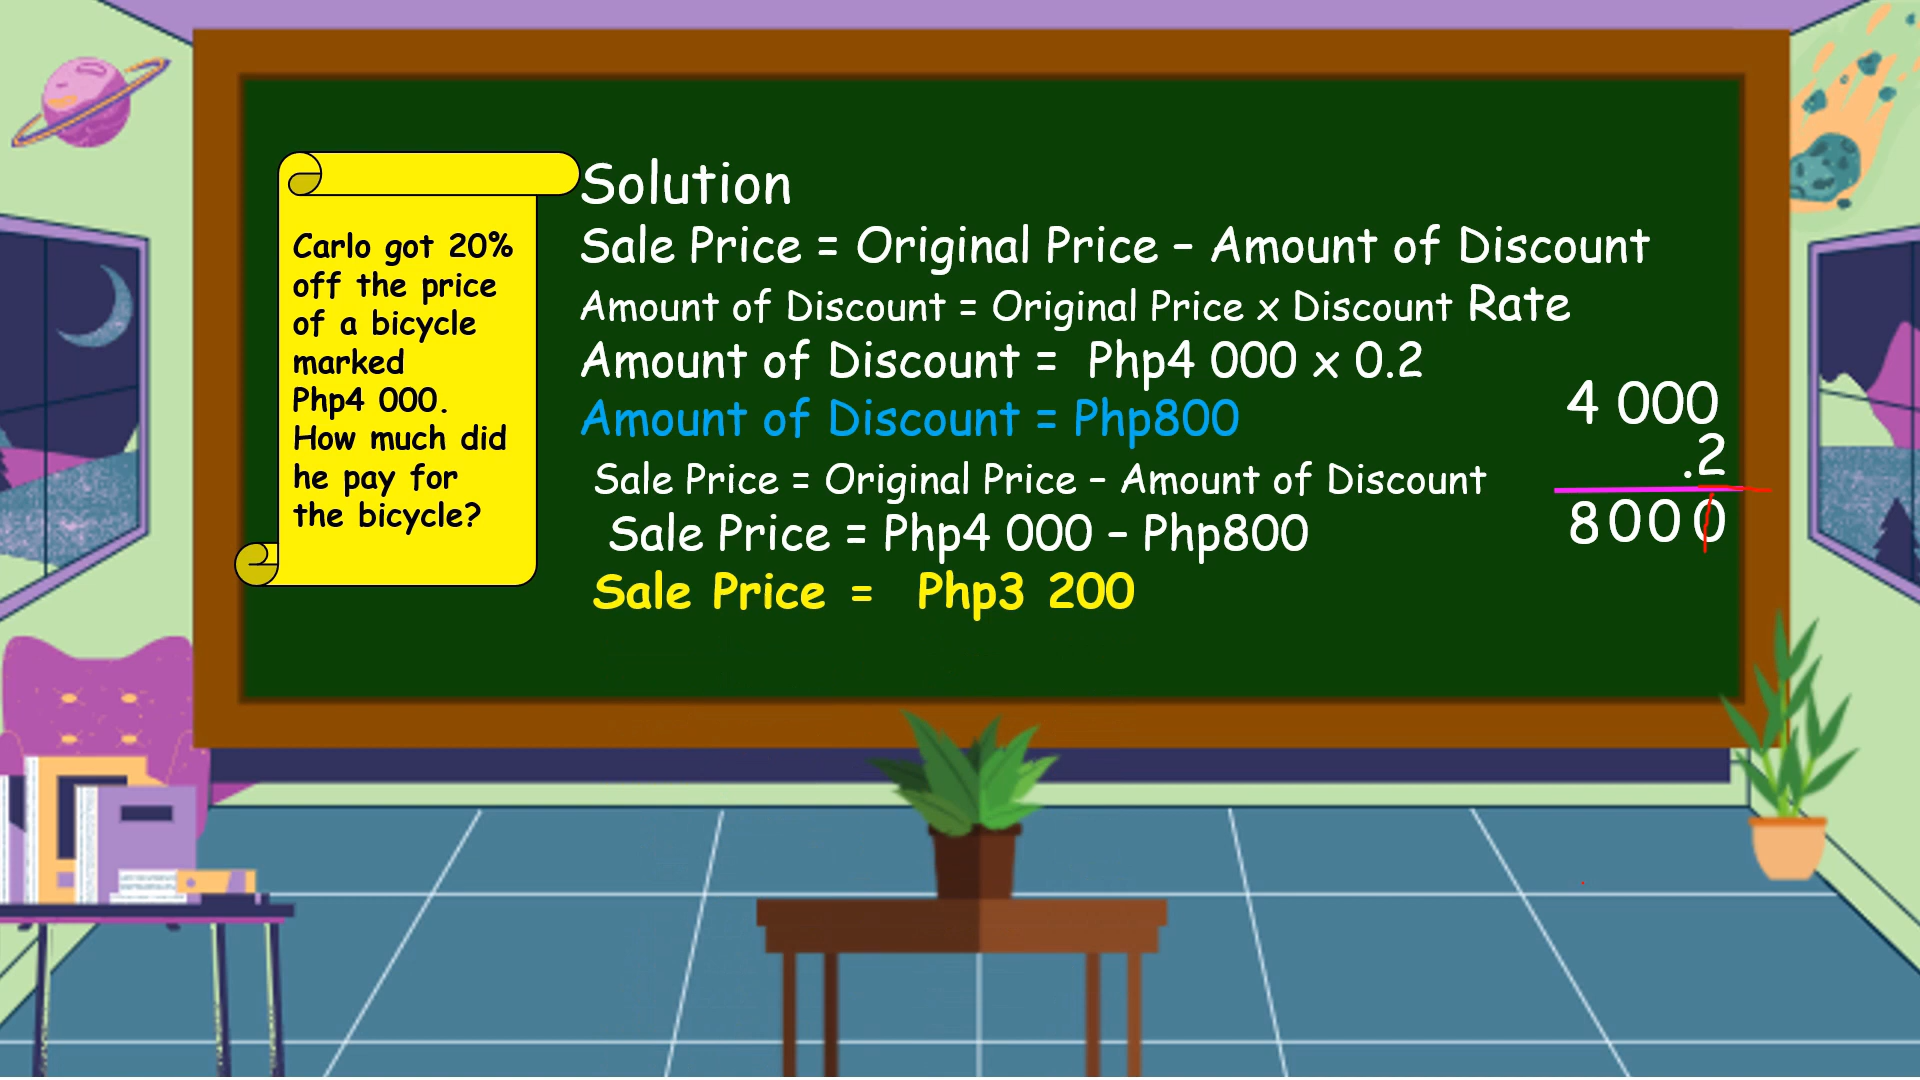 Carlo got 20%
off the price
of a bicycle
marked
Php4 000.
How much did
he pay for
the bicycle?
Solution
Sale Price = Original Price – Amount of Discount
Amount of Discount = Original Price x Discount Rate
Amount of Discount = Php4 000 x 0.2
Amount of Discount = Php800
Sale Price = Original Price – Amount of Discount
Sale Price = Php4 000 – Php800
Sale Price = Php3 200
4 000
.2
8000